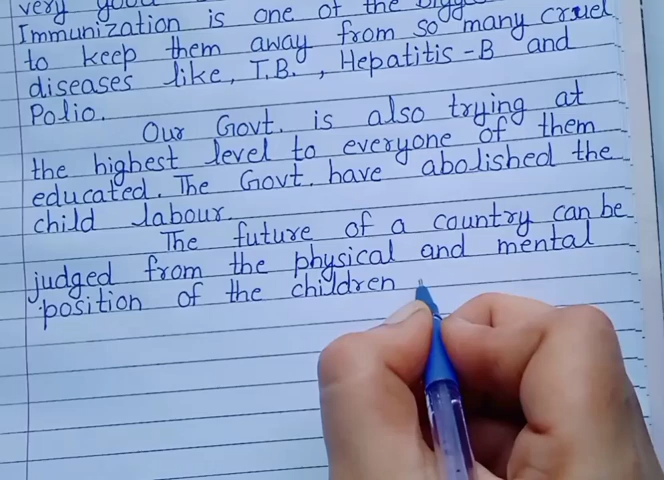 very good
Immunization is one of the
to keep them away from so many cruel
diseases like, T.B., Hepatitis-B and
Polio.
Our Govt. is also trying at
the highest level to everyone of them
educated. The Govt. have abolished the
child labour.
The future of a country can be
judged from the physical and mental
position of the children